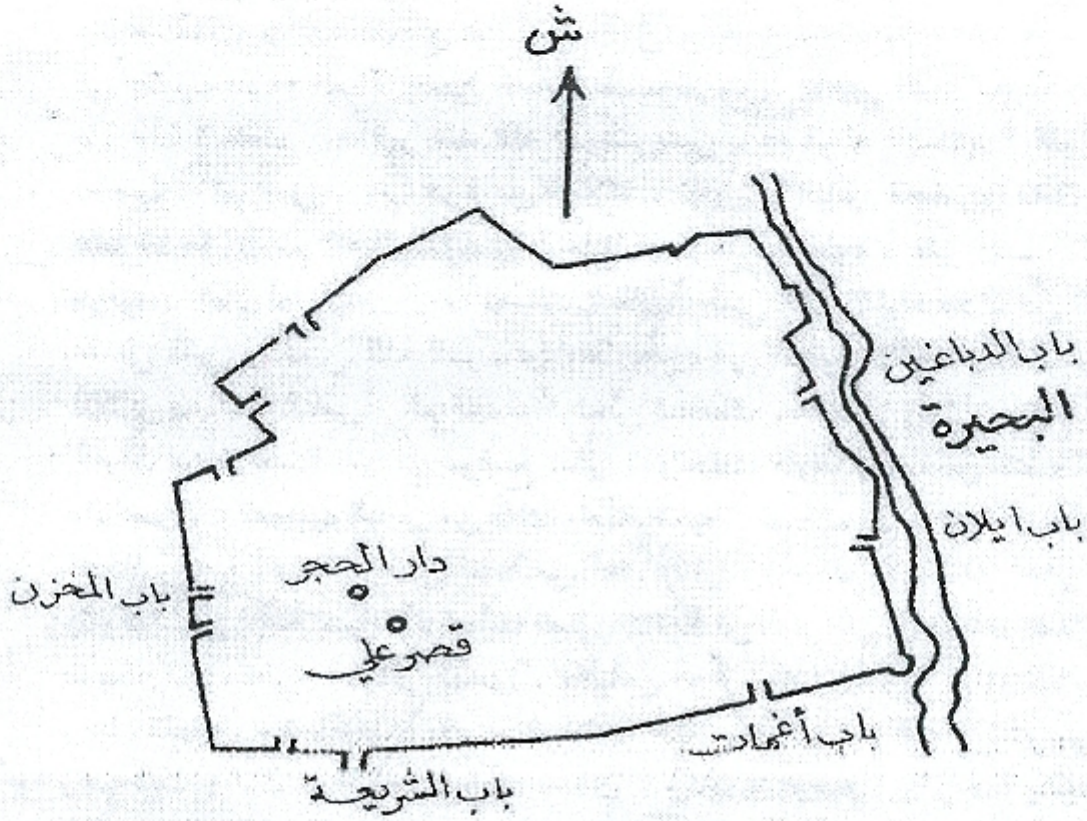 ش
باب الدباغين
البحيرة
باب ايلان
دار الحجر
باب المخزن
قصر علي
باب أغمات
باب الشريعة